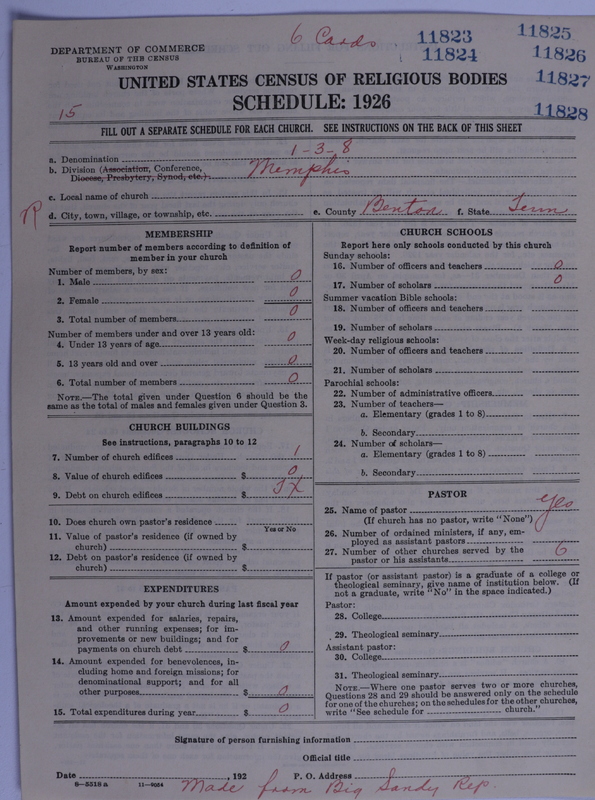 6 Cards
11823
11824
11825
11826
11827
11828
DEPARTMENT OF COMMERCE
BUREAU OF THE CENSUS
WASHINGTON
UNITED STATES CENSUS OF RELIGIOUS BODIES
SCHEDULE: 1926
15
FILL OUT A SEPARATE SCHEDULE FOR EACH CHURCH. SEE INSTRUCTIONS ON THE BACK OF THIS SHEET
a. Denomination 1-3-8
b. Division (Association, Conference,
Diocese, Presbytery, Synod, etc.) Memphis
c. Local name of church
R d. City, town, village, or township, etc. e. County Benton f. State Tenn
MEMBERSHIP
Report number of members according to definition of
member in your church
Number of members, by sex:
1. Male 0
2. Female 0
3. Total number of members 0
Number of members under and over 13 years old:
4. Under 13 years of age 0
5. 13 years old and over 0
6. Total number of members 0
NOTE.—The total given under Question 6 should be the
same as the total of males and females given under Question 3.
CHURCH BUILDINGS
See instructions, paragraphs 10 to 12
7. Number of church edifices 1
8. Value of church edifices $ 0
9. Debt on church edifices $
10. Does church own pastor's residence
Yes or No
11. Value of pastor's residence (if owned by
church) $
12. Debt on pastor's residence (if owned by
church) $
EXPENDITURES
Amount expended by your church during last fiscal year
13. Amount expended for salaries, repairs,
and other running expenses; for im-
provements or new buildings; and for
payments on church debt $ 0
14. Amount expended for benevolences, in-
cluding home and foreign missions; for
denominational support; and for all
other purposes $ 0
15. Total expenditures during year $ 0
CHURCH SCHOOLS
Report here only schools conducted by this church
Sunday schools:
16. Number of officers and teachers 0
17. Number of scholars 0
Summer vacation Bible schools:
18. Number of officers and teachers
19. Number of scholars
Week-day religious schools:
20. Number of officers and teachers
21. Number of scholars
Parochial schools:
22. Number of administrative officers
23. Number of teachers—
a. Elementary (grades 1 to 8)
b. Secondary
24. Number of scholars—
a. Elementary (grades 1 to 8)
b. Secondary
PASTOR
25. Name of pastor yes
(If church has no pastor, write "None")
26. Number of ordained ministers, if any, em-
ployed as assistant pastors
27. Number of other churches served by the
pastor or his assistants 6
If pastor (or assistant pastor) is a graduate of a college or
theological seminary, give name of institution below. (If
not a graduate, write "No" in the space indicated.)
Pastor:
28. College
29. Theological seminary
Assistant pastor:
30. College
31. Theological seminary
NOTE.—Where one pastor serves two or more churches,
Questions 28 and 29 should be answered only on the schedule
for one of the churches; on the schedules for the other churches,
write "See schedule for church."
Signature of person furnishing information
Official title
Date , 192 P. O. Address
6—5518 a 11—9034
Made from Big Sandy Rep.